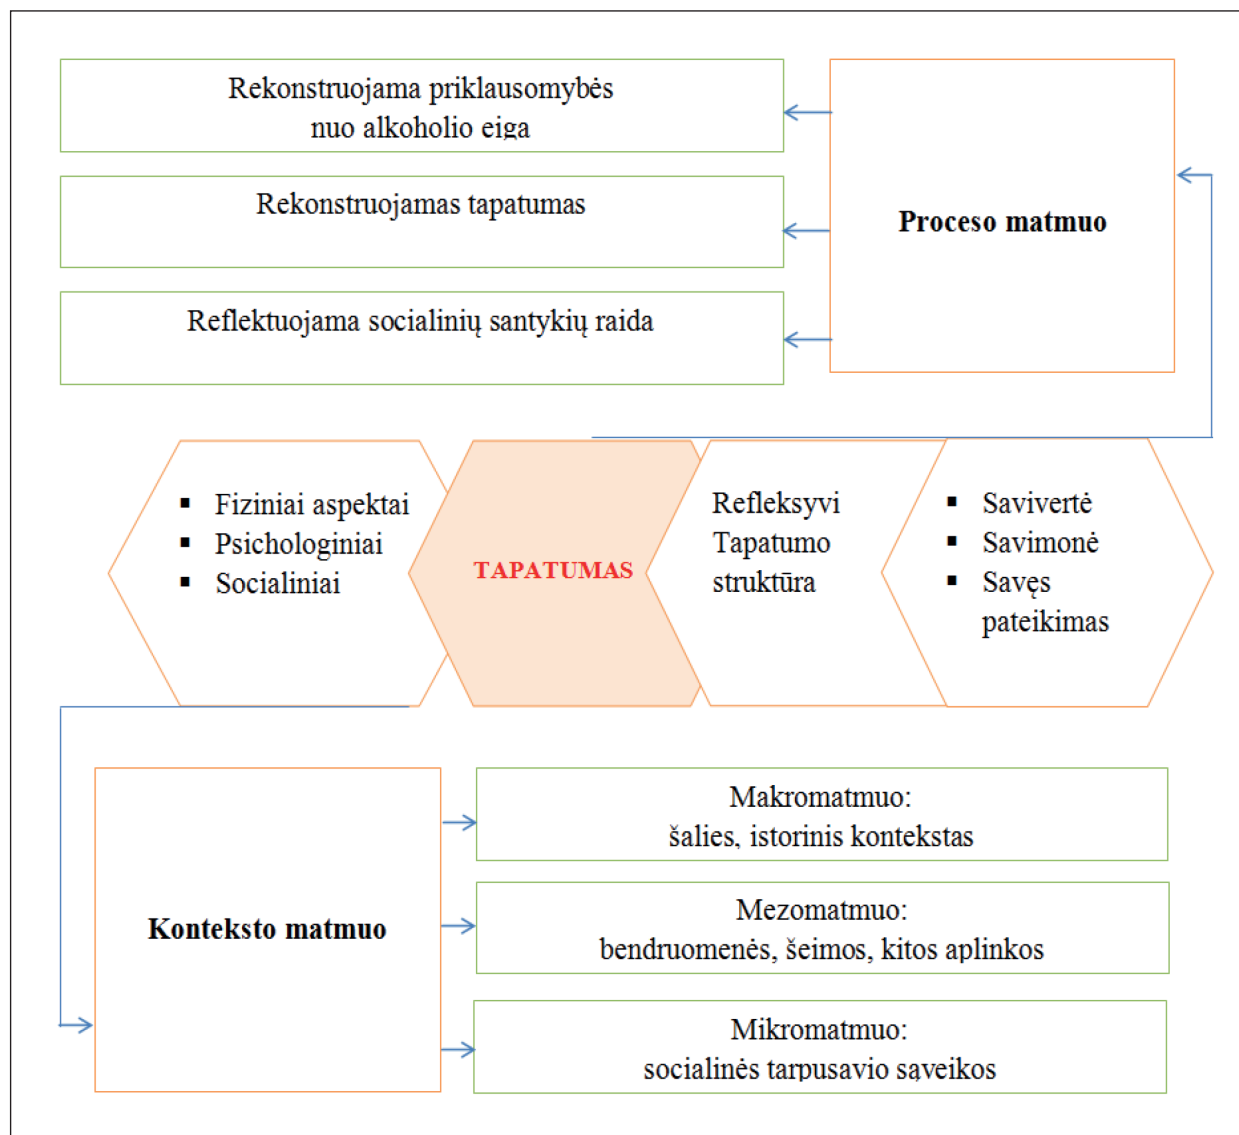 Rekonstruojama priklausomybės
nuo alkoholio eiga
Rekonstruojamas tapatumas
Reflektuojama socialinių santykių raida
Proceso matmuo
▪ Fiziniai aspektai
▪ Psichologiniai
▪ Socialiniai
TAPATUMAS
Refleksyvi
Tapatumo
struktūra
▪ Savivertė
▪ Savimonė
▪ Savęs
pateikimas
Konteksto matmuo
Makromatmuo:
šalies, istorinis kontekstas
Mezomatmuo:
bendruomenės, šeimos, kitos aplinkos
Mikromatmuo:
socialinės tarpusavio sąveikos